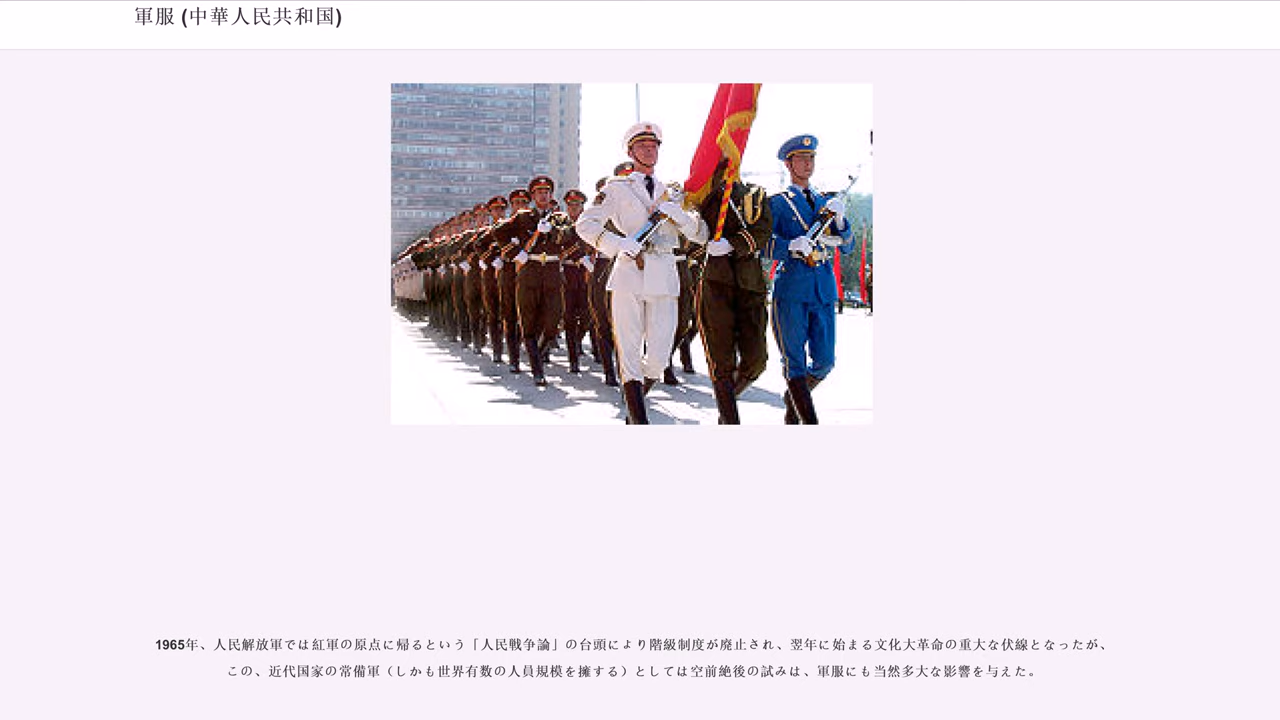 軍服 (中華人民共和国)
1965年、人民解放軍では紅軍の原点に帰るという「人民戦争論」の台頭により階級制度が廃止され、翌年に始まる文化大革命の重大な伏線となったが、
この、近代国家の常備軍（しかも世界有数の人員規模を擁する）としては空前絶後の試みは、軍服にも当然多大な影響を与えた。